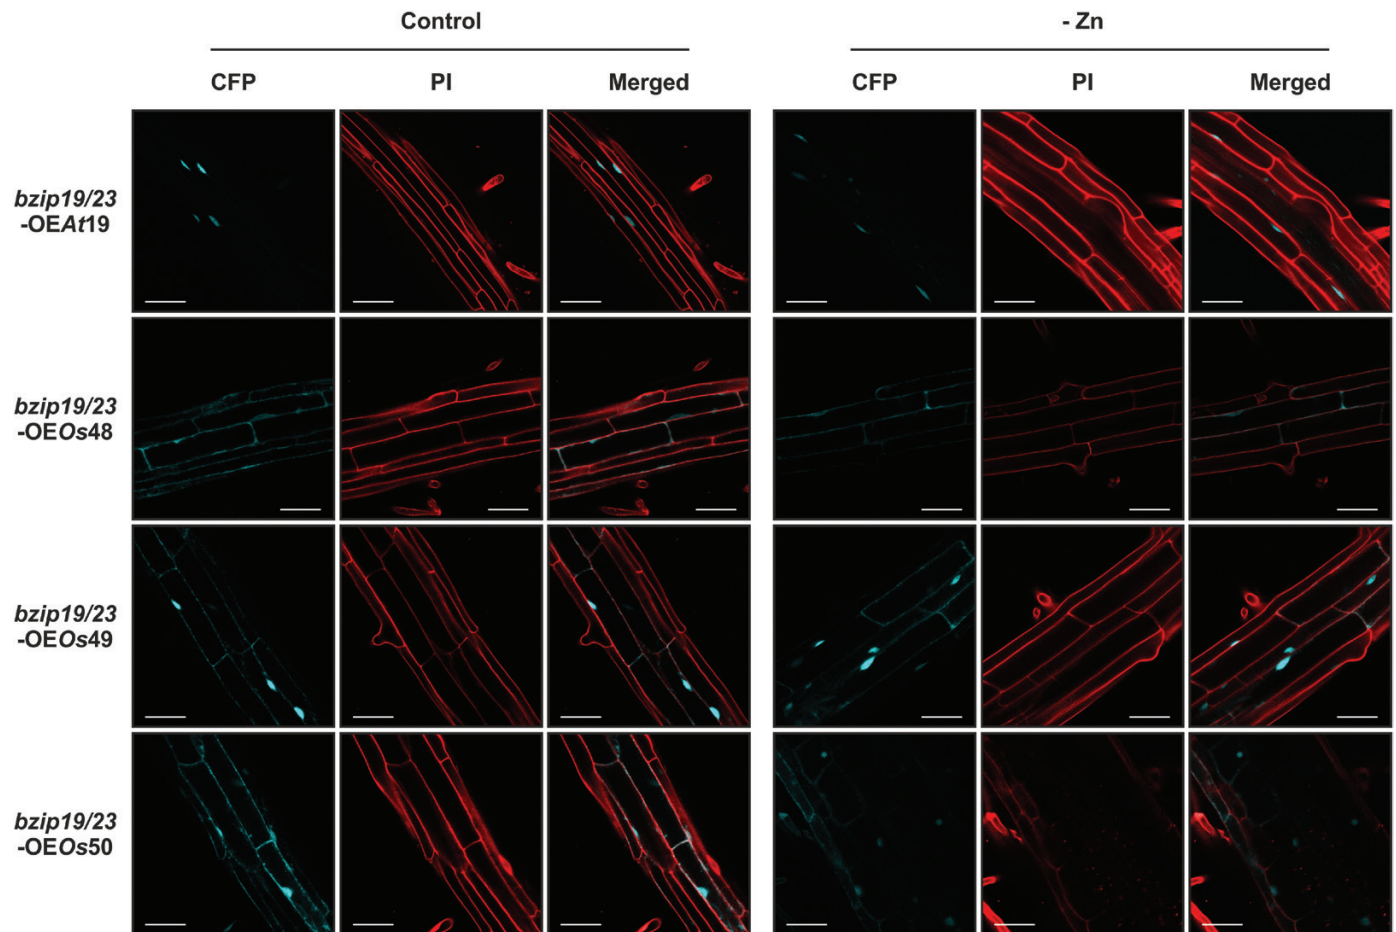 Control
- Zn
CFP
PI
Merged
CFP
PI
Merged
bzip19/23
-OEAt19
bzip19/23
-OEOs48
bzip19/23
-OEOs49
bzip19/23
-OEOs50